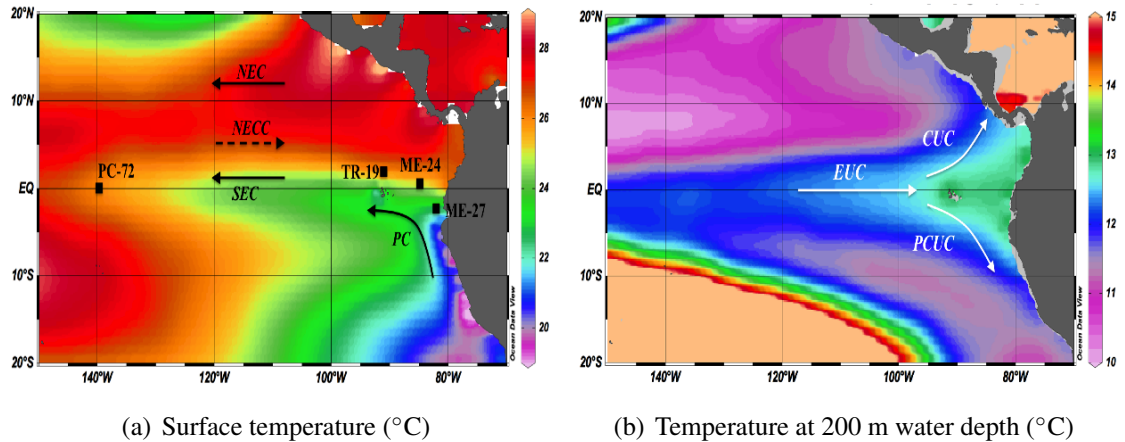 20°N
10°N
EQ
10°S
20°S
140°W
120°W
100°W
80°W
NEC
NECC
SEC
PC
PC-72
TR-19
ME-24
ME-27
28
26
24
22
20
Ocean Data View
(a) Surface temperature (°C)
20°N
10°N
EQ
10°S
20°S
140°W
120°W
100°W
80°W
CUC
EUC
PCUC
15
14
13
12
11
10
Ocean Data View
(b) Temperature at 200 m water depth (°C)